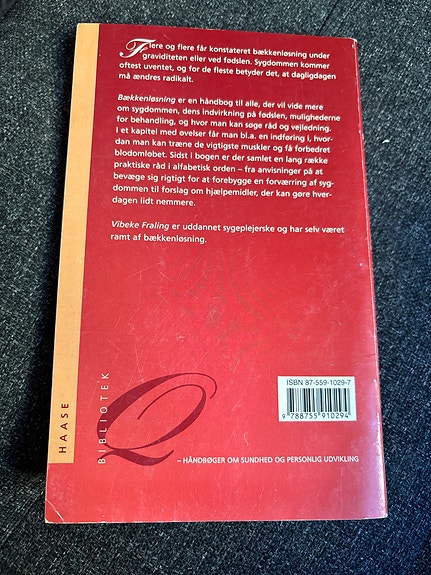 Flere og flere får konstateret bækkenløsning under
graviditeten eller ved fødslen. Sygdommen kommer
oftest uventet, og for de fleste betyder det, at dagligdagen
må ændres radikalt.
Bækkenløsning er en håndbog til alle, der vil vide mere
om sygdommen, dens indvirkning på fødslen, mulighederne
for behandling, og hvor man kan søge råd og vejledning.
I et kapitel med øvelser får man bl.a. en indføring i, hvor-
dan man kan træne de vigtigste muskler og få forbedret
blodomløbet. Sidst i bogen er der samlet en lang række
praktiske råd i alfabetisk orden – fra anvisninger på at
bevæge sig rigtigt for at forebygge en forværring af syg-
dommen til forslag om hjælpemidler, der kan gøre hver-
dagen lidt nemmere.
Vibeke Fraling er uddannet sygeplejerske og har selv været
ramt af bækkenløsning.
ISBN 87-559-1029-7
9 788755 910294
HAASE
BIBLIOTEK
Q
– HÅNDBØGER OM SUNDHED OG PERSONLIG UDVIKLING